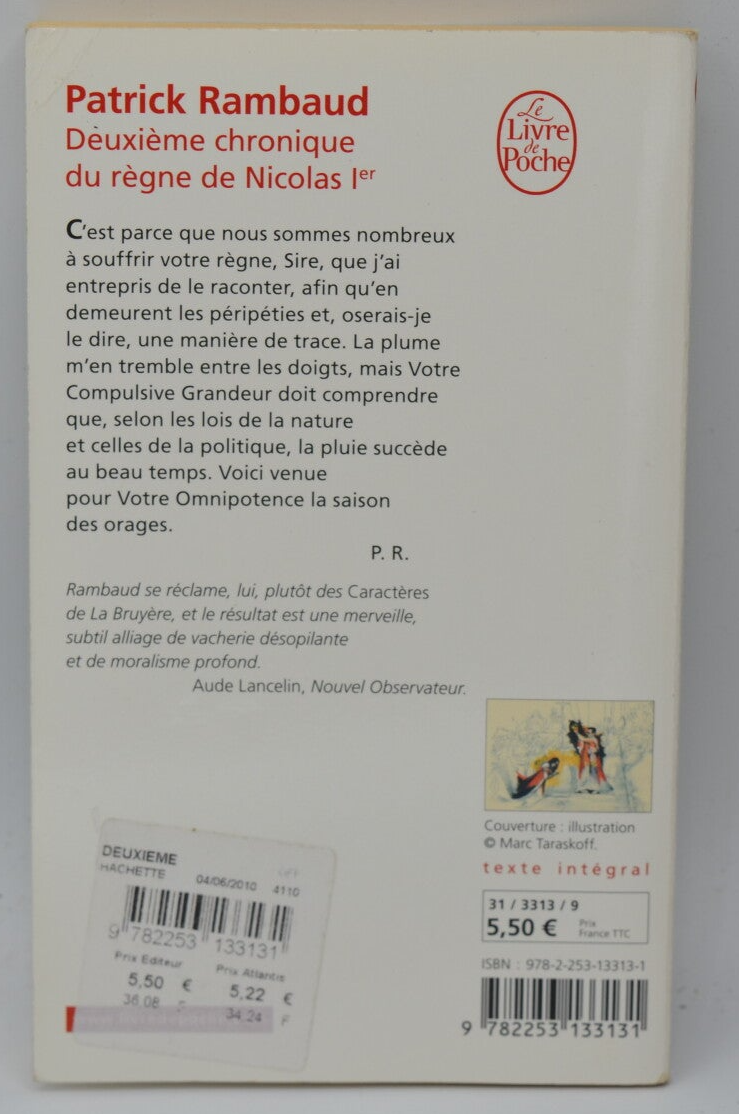 Patrick Rambaud
Deuxième chronique
du règne de Nicolas Ier
Le
Livre
de
Poche
C'est parce que nous sommes nombreux
à souffrir votre règne, Sire, que j'ai
entrepris de le raconter, afin qu'en
demeurent les péripéties et, oserais-je
le dire, une manière de trace. La plume
m'en tremble entre les doigts, mais Votre
Compulsive Grandeur doit comprendre
que, selon les lois de la nature
et celles de la politique, la pluie succède
au beau temps. Voici venue
pour Votre Omnipotence la saison
des orages.
P. R.
Rambaud se réclame, lui, plutôt des Caractères
de La Bruyère, et le résultat est une merveille,
subtil alliage de vacherie désopilante
et de moralisme profond.
Aude Lancelin, Nouvel Observateur.
Couverture : illustration
© Marc Taraskoff.
texte intégral
31 / 3313 / 9
5,50 € Prix
France TTC
ISBN : 978-2-253-13313-1
9 782253 133131
DEUXIEME
HACHETTE 04/06/2010 4110
9 782253 133131
Prix Editeur Prix Atlantis
5,50 € 5,22 €
36.08 F 34.24 F